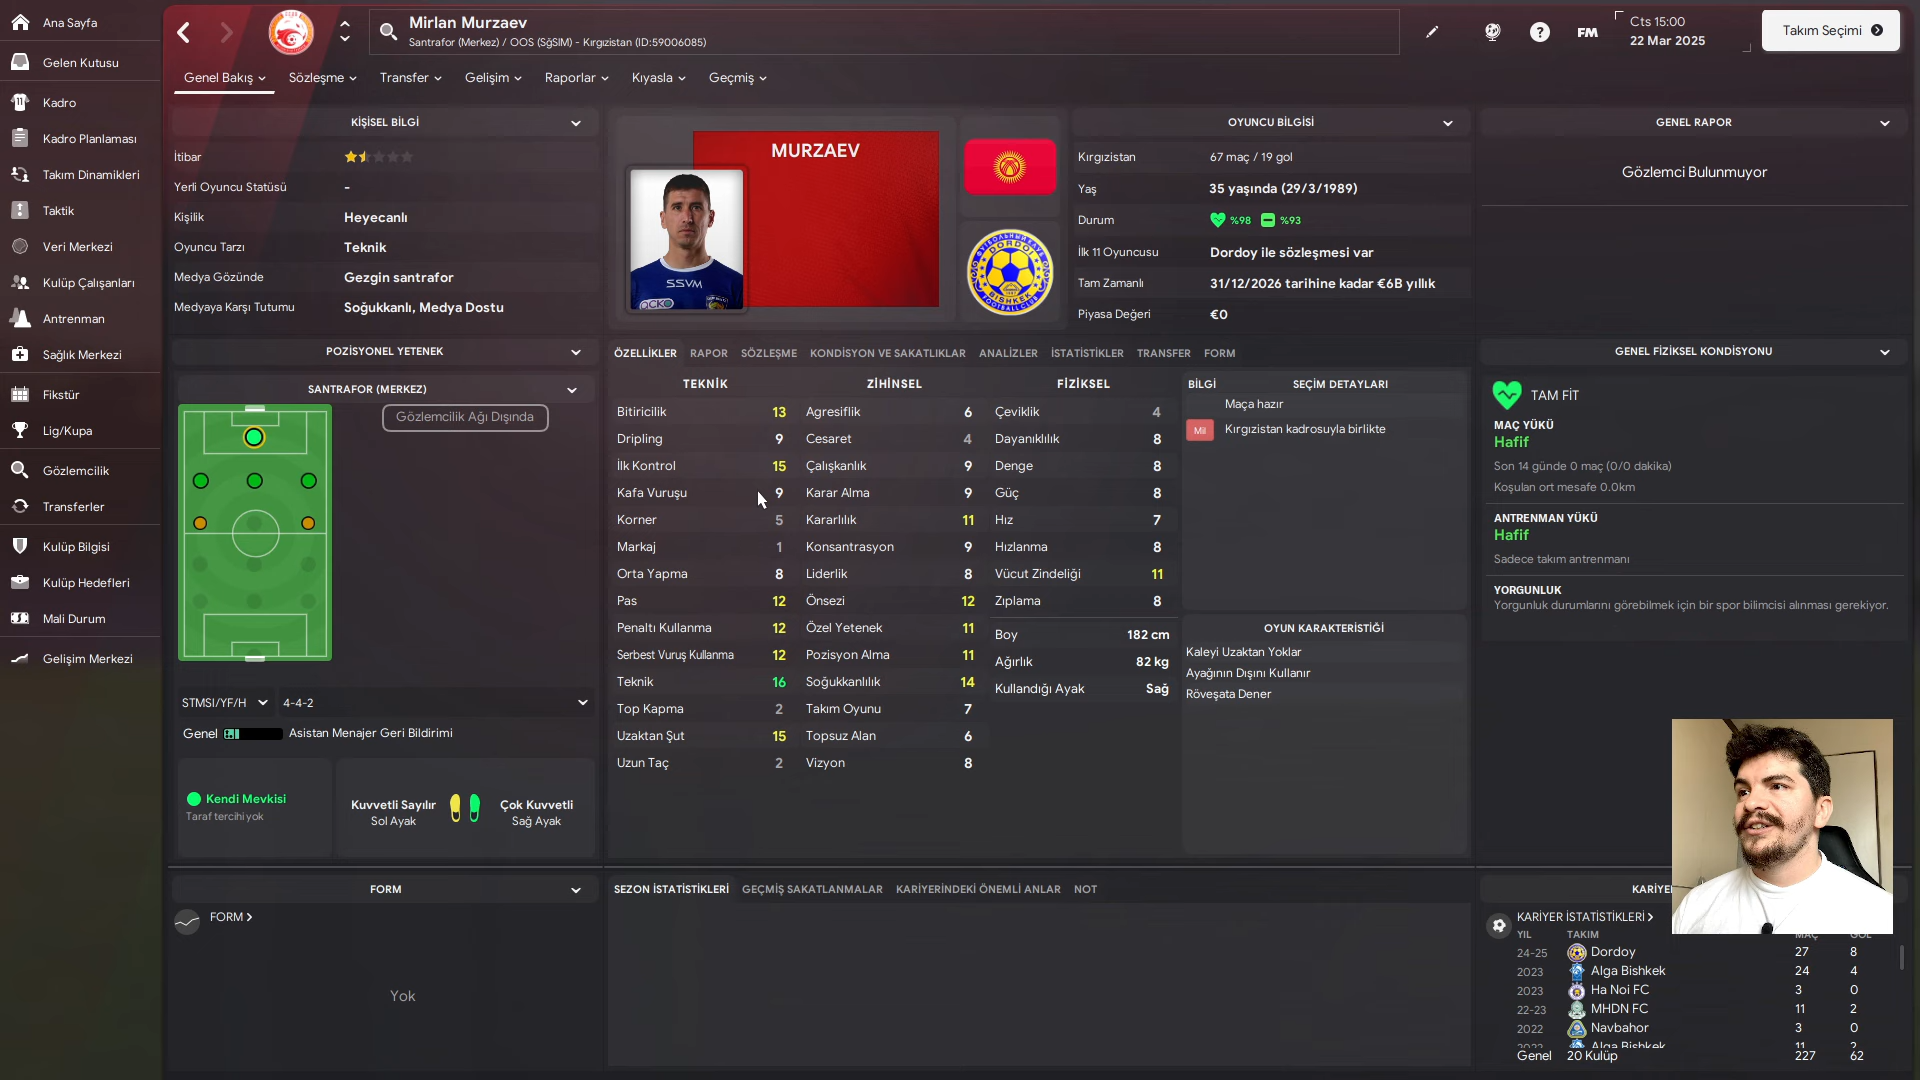 Ana Sayfa
Gelen Kutusu
Kadro
Kadro Planlaması
Takım Dinamikleri
Taktik
Veri Merkezi
Kulüp Çalışanları
Antrenman
Sağlık Merkezi
Fikstür
Lig/Kupa
Gözlemcilik
Transferler
Kulüp Bilgisi
Kulüp Hedefleri
Mali Durum
Gelişim Merkezi
Mirlan Murzaev
Santrafor (Merkez) / OOS (SğSlM) - Kırgızistan (ID:59006085)
FM
Cts 15:00
22 Mar 2025
Takım Seçimi
Genel Bakış
Sözleşme
Transfer
Gelişim
Raporlar
Kıyasla
Geçmiş
KİŞİSEL BİLGİ
İtibar
Yerli Oyuncu Statüsü -
Kişilik Heyecanlı
Oyuncu Tarzı Teknik
Medya Gözünde Gezgin santrafor
Medyaya Karşı Tutumu Soğukkanlı, Medya Dostu
MURZAEV
SSVM
OYUNCU BİLGİSİ
Kırgızistan 67 maç / 19 gol
Yaş 35 yaşında (29/3/1989)
Durum %98 %93
İlk 11 Oyuncusu Dordoy ile sözleşmesi var
Tam Zamanlı 31/12/2026 tarihine kadar €6B yıllık
Piyasa Değeri €0
GENEL RAPOR
Gözlemci Bulunmuyor
POZİSYONEL YETENEK
SANTRAFOR (MERKEZ)
Gözlemcilik Ağı Dışında
STMSl/YF/H
4-4-2
Genel Asistan Menajer Geri Bildirimi
Kendi Mevkisi
Taraf tercihi yok
Kuvvetli Sayılır
Sol Ayak
Çok Kuvvetli
Sağ Ayak
ÖZELLİKLER RAPOR SÖZLEŞME KONDİSYON VE SAKATLIKLAR ANALİZLER İSTATİSTİKLER TRANSFER FORM
TEKNİK
Bitiricilik 13
Dripling 9
İlk Kontrol 15
Kafa Vuruşu 9
Korner 5
Markaj 1
Orta Yapma 8
Pas 12
Penaltı Kullanma 12
Serbest Vuruş Kullanma 12
Teknik 16
Top Kapma 2
Uzaktan Şut 15
Uzun Taç 2
ZİHİNSEL
Agresiflik 6
Cesaret 4
Çalışkanlık 9
Karar Alma 9
Kararlılık 11
Konsantrasyon 9
Liderlik 8
Önsezi 12
Özel Yetenek 11
Pozisyon Alma 11
Soğukkanlılık 14
Takım Oyunu 7
Topsuz Alan 6
Vizyon 8
FİZİKSEL
Çeviklik 4
Dayanıklılık 8
Denge 8
Güç 8
Hız 7
Hızlanma 8
Vücut Zindeliği 11
Zıplama 8
Boy 182 cm
Ağırlık 82 kg
Kullandığı Ayak Sağ
BİLGİ SEÇİM DETAYLARI
Maça hazır
Mil Kırgızistan kadrosuyla birlikte
OYUN KARAKTERİSTİĞİ
Kaleyi Uzaktan Yoklar
Ayağının Dışını Kullanır
Röveşata Dener
GENEL FİZİKSEL KONDİSYONU
TAM FİT
MAÇ YÜKÜ
Hafif
Son 14 günde 0 maç (0/0 dakika)
Koşulan ort mesafe 0.0km
ANTRENMAN YÜKÜ
Hafif
Sadece takım antrenmanı
YORGUNLUK
Yorgunluk durumlarını görebilmek için bir spor bilimcisi alınması gerekiyor.
FORM
FORM
Yok
SEZON İSTATİSTİKLERİ GEÇMİŞ SAKATLANMALAR KARİYERİNDEKİ ÖNEMLİ ANLAR NOT
KARİYER İSTATİSTİKLERİ
YIL TAKIM
24-25 Dordoy 27 8
2023 Alga Bishkek 24 4
2023 Ha Noi FC 3 0
22-23 MHDN FC 11 2
2022 Navbahor 3 0
2022 Alga Bishkek 11 2
Genel 20 Kulüp 227 62